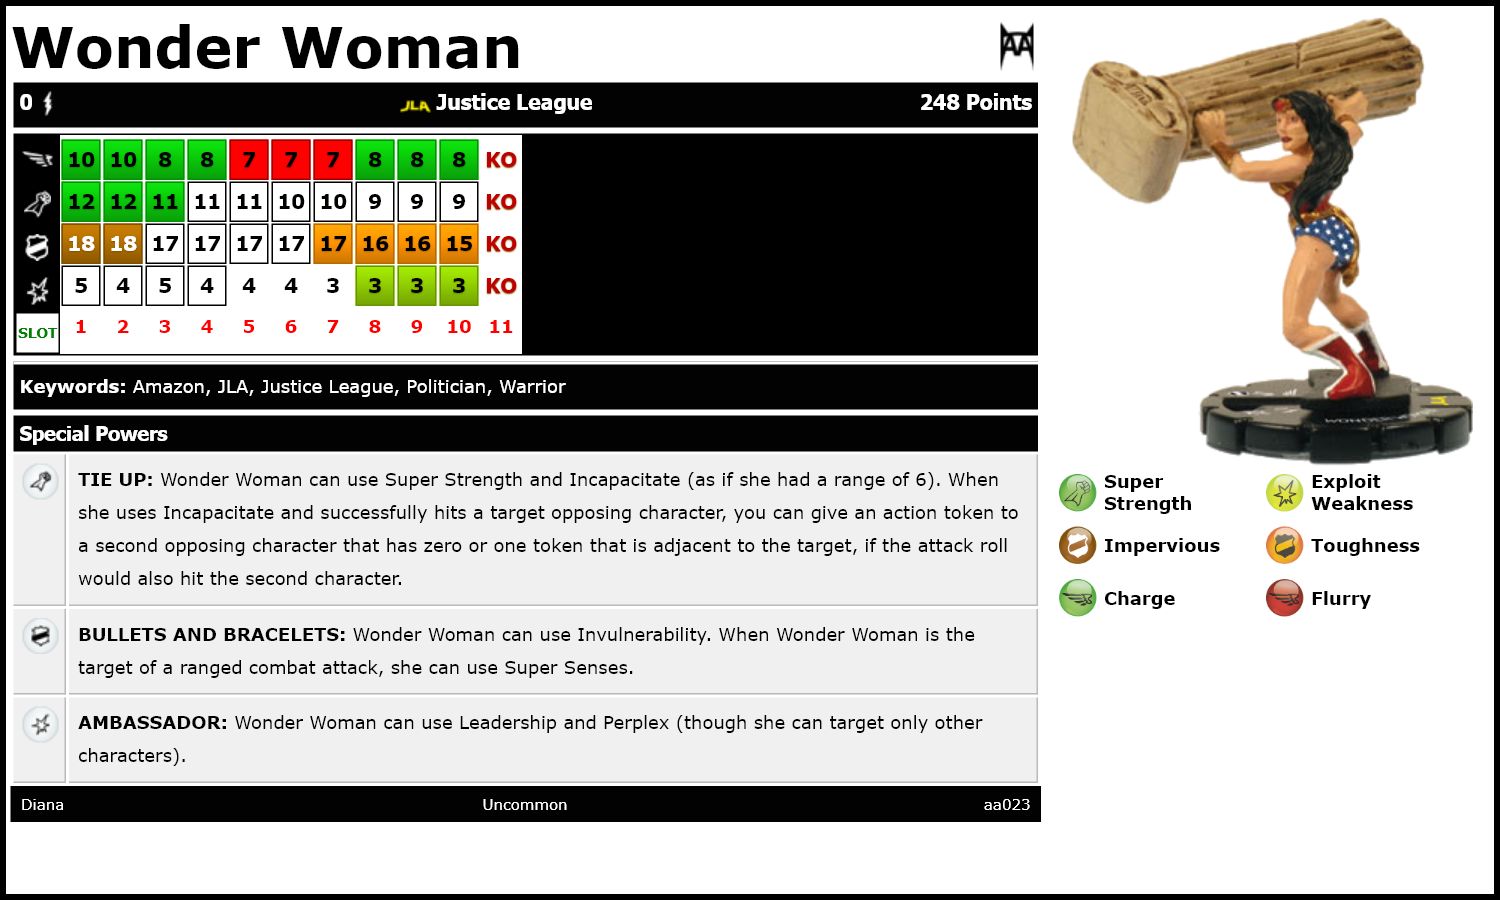 Wonder Woman
0 JLA Justice League 248 Points
10 10 8 8 7 7 7 8 8 8 KO
12 12 11 11 11 10 10 9 9 9 KO
18 18 17 17 17 17 17 16 16 15 KO
5 4 5 4 4 4 3 3 3 3 KO
SLOT 1 2 3 4 5 6 7 8 9 10 11
Keywords: Amazon, JLA, Justice League, Politician, Warrior
Special Powers
TIE UP: Wonder Woman can use Super Strength and Incapacitate (as if she had a range of 6). When
she uses Incapacitate and successfully hits a target opposing character, you can give an action token to
a second opposing character that has zero or one token that is adjacent to the target, if the attack roll
would also hit the second character.
BULLETS AND BRACELETS: Wonder Woman can use Invulnerability. When Wonder Woman is the
target of a ranged combat attack, she can use Super Senses.
AMBASSADOR: Wonder Woman can use Leadership and Perplex (though she can target only other
characters).
Diana Uncommon aa023
Super
Strength
Exploit
Weakness
Impervious
Toughness
Charge
Flurry